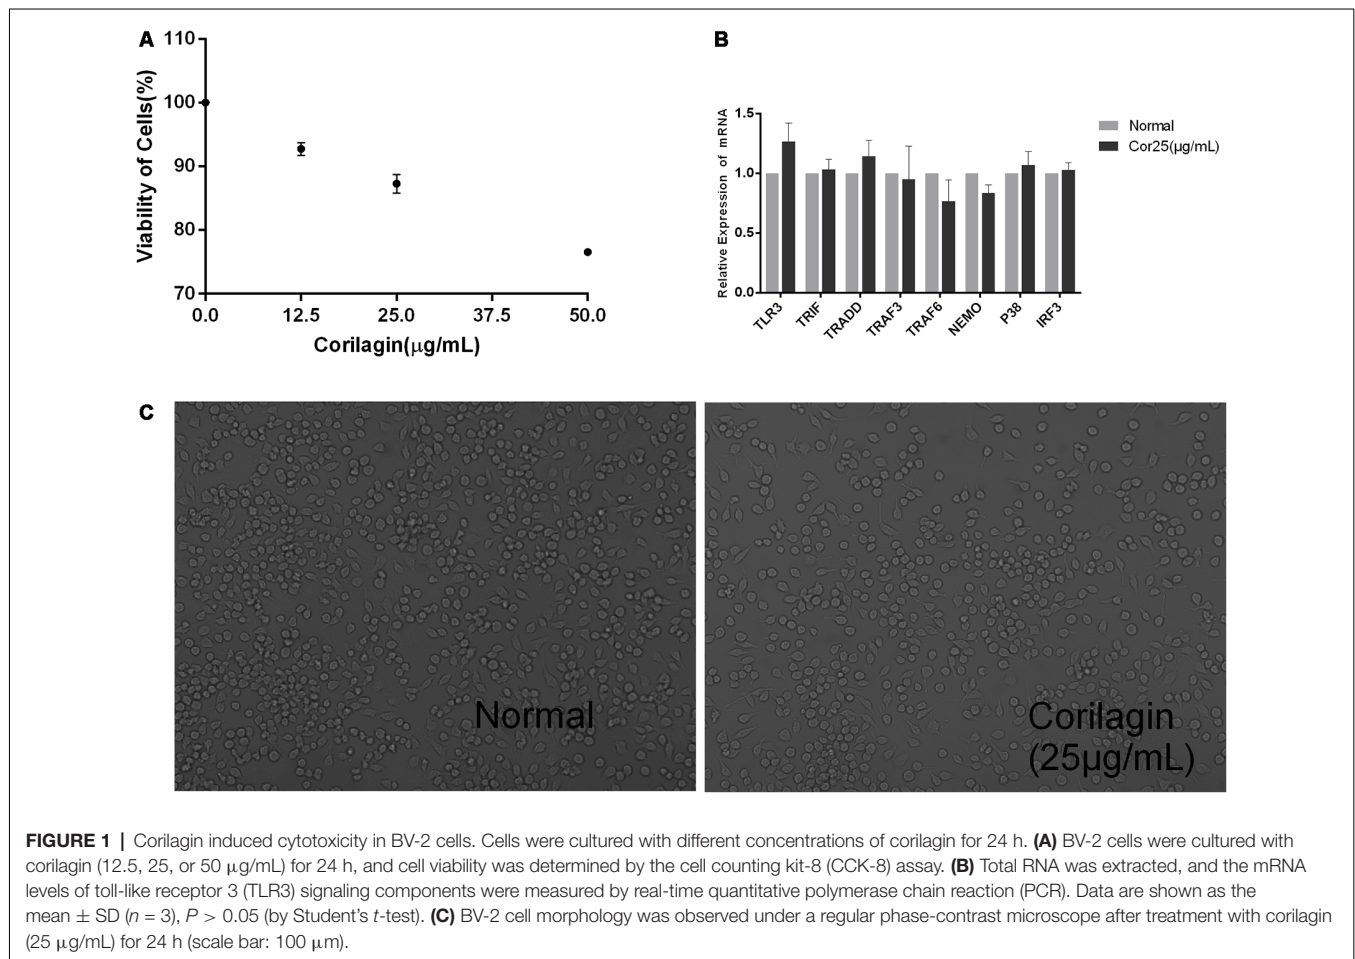 A
110
100
90
80
70
Viability of Cells(%)
0.0 12.5 25.0 37.5 50.0
Corilagin(μg/mL)
B
1.5
1.0
0.5
0.0
Relative Expression of mRNA
TLR3 TRIF TRADD TRAF3 TRAF6 NEMO P38 IRF3
Normal
Cor25(μg/mL)
C
Normal
Corilagin
(25μg/mL)
FIGURE 1 | Corilagin induced cytotoxicity in BV-2 cells. Cells were cultured with different concentrations of corilagin for 24 h. (A) BV-2 cells were cultured with
corilagin (12.5, 25, or 50 μg/mL) for 24 h, and cell viability was determined by the cell counting kit-8 (CCK-8) assay. (B) Total RNA was extracted, and the mRNA
levels of toll-like receptor 3 (TLR3) signaling components were measured by real-time quantitative polymerase chain reaction (PCR). Data are shown as the
mean ± SD (n = 3), P > 0.05 (by Student’s t-test). (C) BV-2 cell morphology was observed under a regular phase-contrast microscope after treatment with corilagin
(25 μg/mL) for 24 h (scale bar: 100 μm).